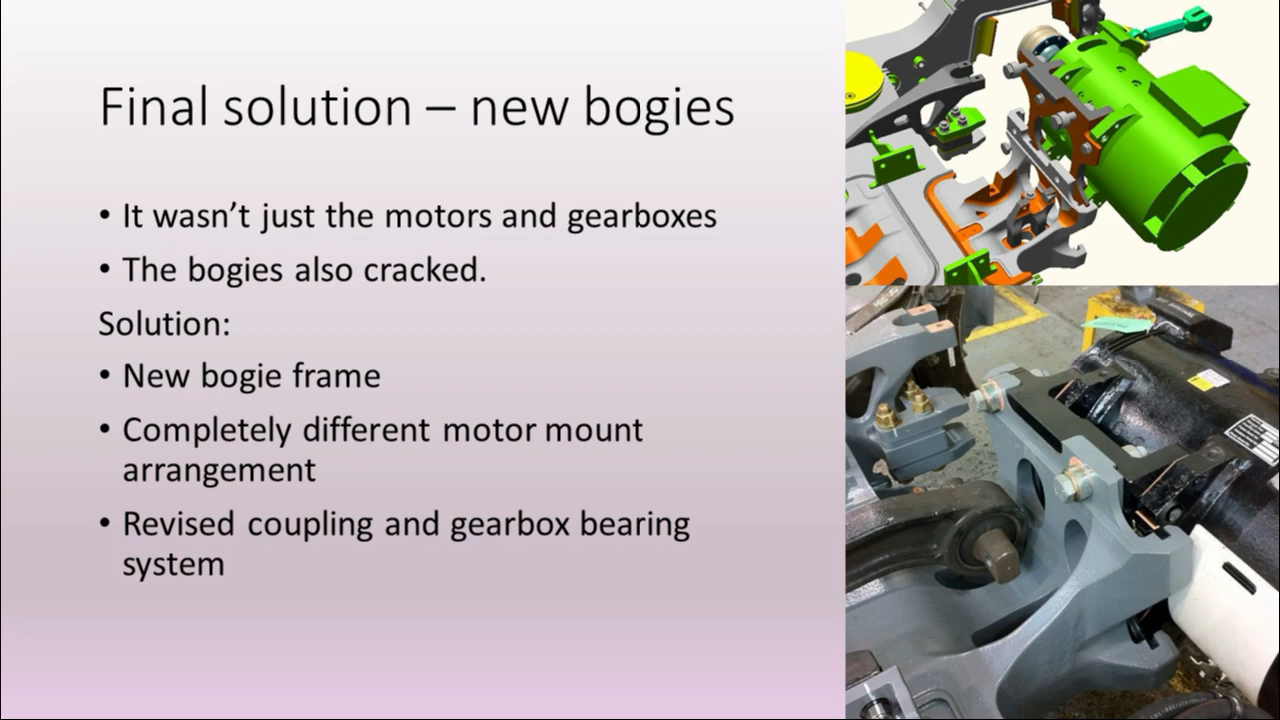 Final solution – new bogies
• It wasn’t just the motors and gearboxes
• The bogies also cracked.
Solution:
• New bogie frame
• Completely different motor mount
arrangement
• Revised coupling and gearbox bearing
system